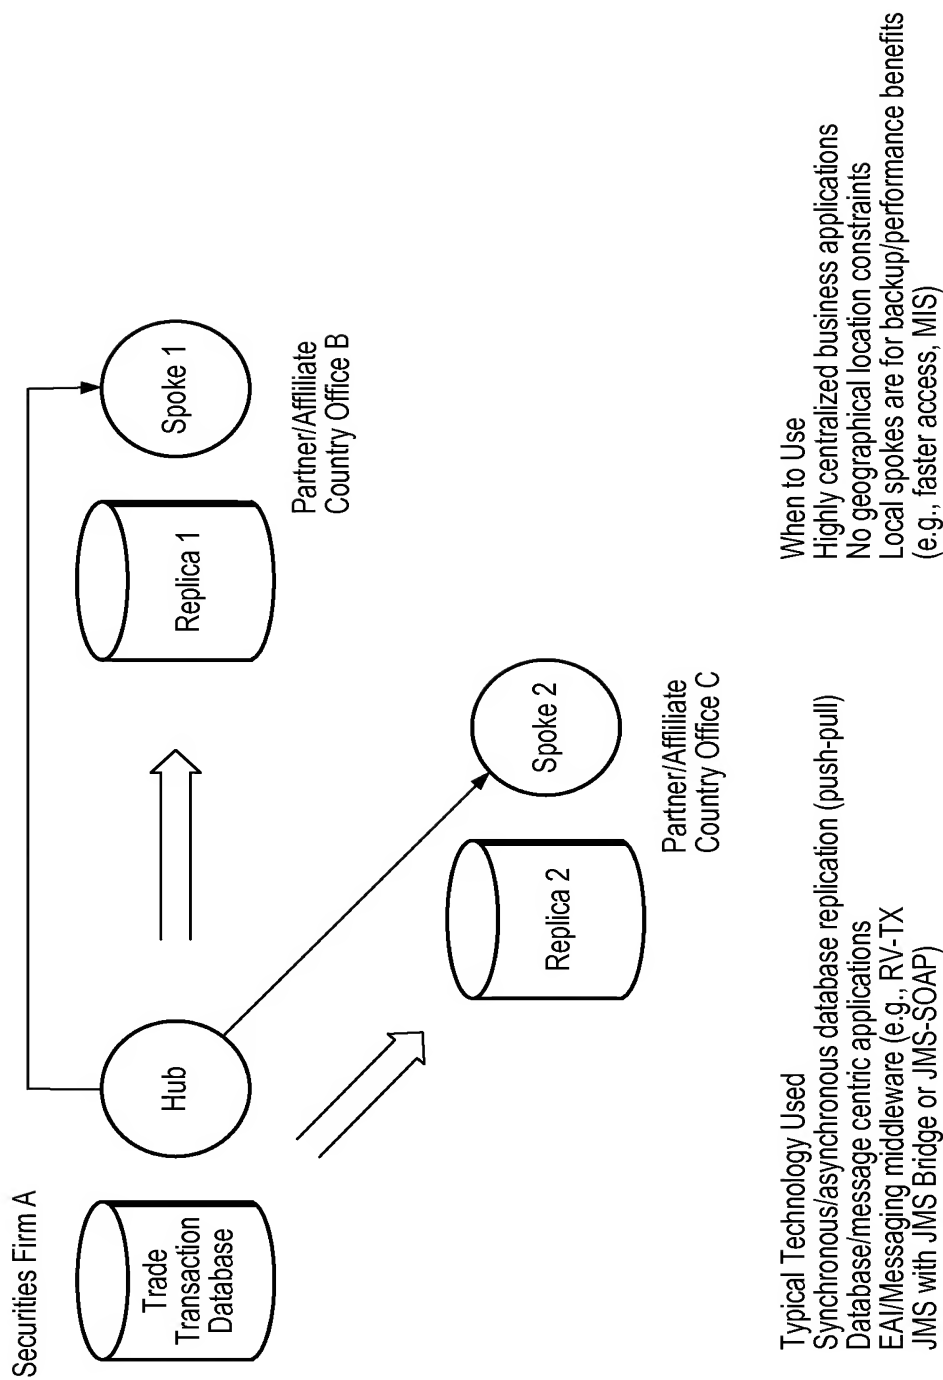 Securities Firm A
Trade
Transaction
Database
Hub
Replica 1
Spoke 1
Partner/Affiliate
Country Office B
Replica 2
Spoke 2
Partner/Affiliate
Country Office C
Typical Technology Used
Synchronous/asynchronous database replication (push-pull)
Database/message centric applications
EAI/Messaging middleware (e.g., RV-TX
JMS with JMS Bridge or JMS-SOAP)
When to Use
Highly centralized business applications
No geographical location constraints
Local spokes are for backup/performance benefits
(e.g., faster access, MIS)